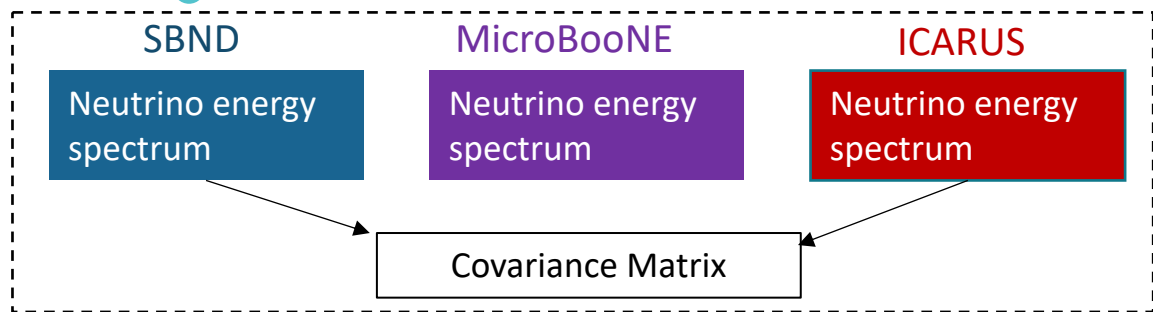 SBND
MicroBooNE
ICARUS
Neutrino energy
spectrum
Neutrino energy
spectrum
Neutrino energy
spectrum
Covariance Matrix